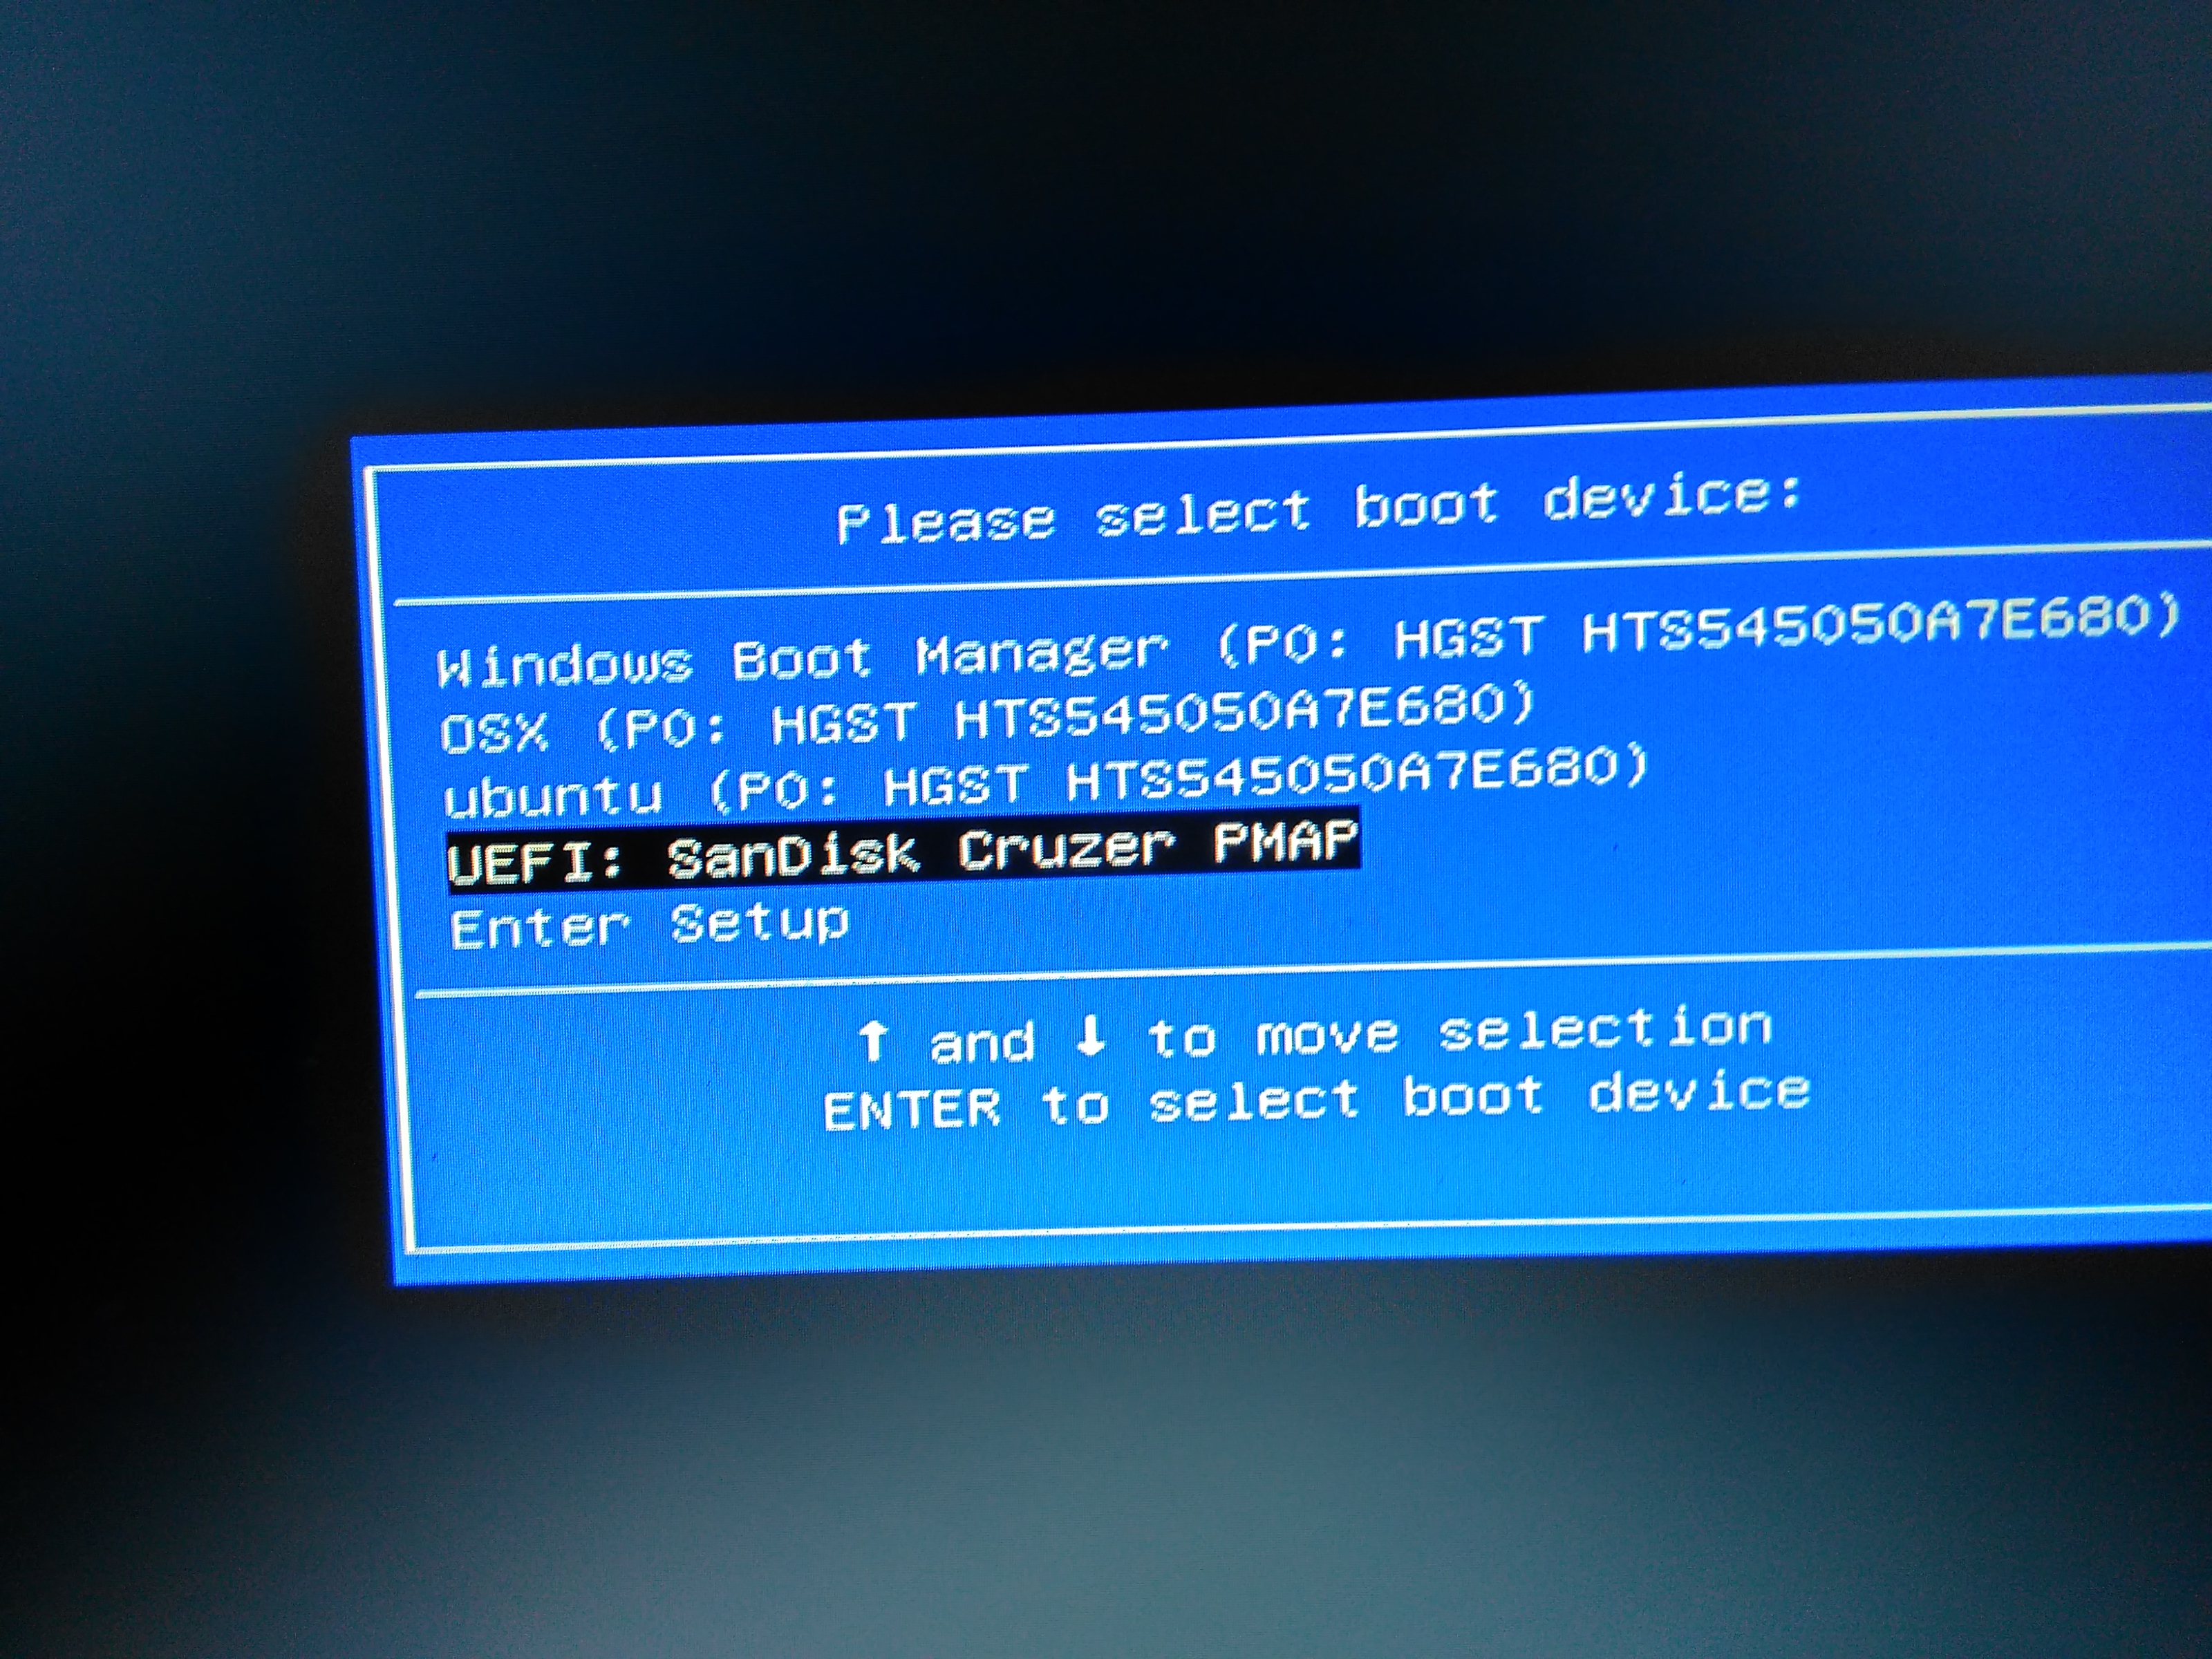 Please select boot device:
Windows Boot Manager (P0: HGST HTS545050A7E680)
OSX (P0: HGST HTS545050A7E680)
ubuntu (P0: HGST HTS545050A7E680)
UEFI: SanDisk Cruzer PMAP
Enter Setup
↑ and ↓ to move selection
ENTER to select boot device